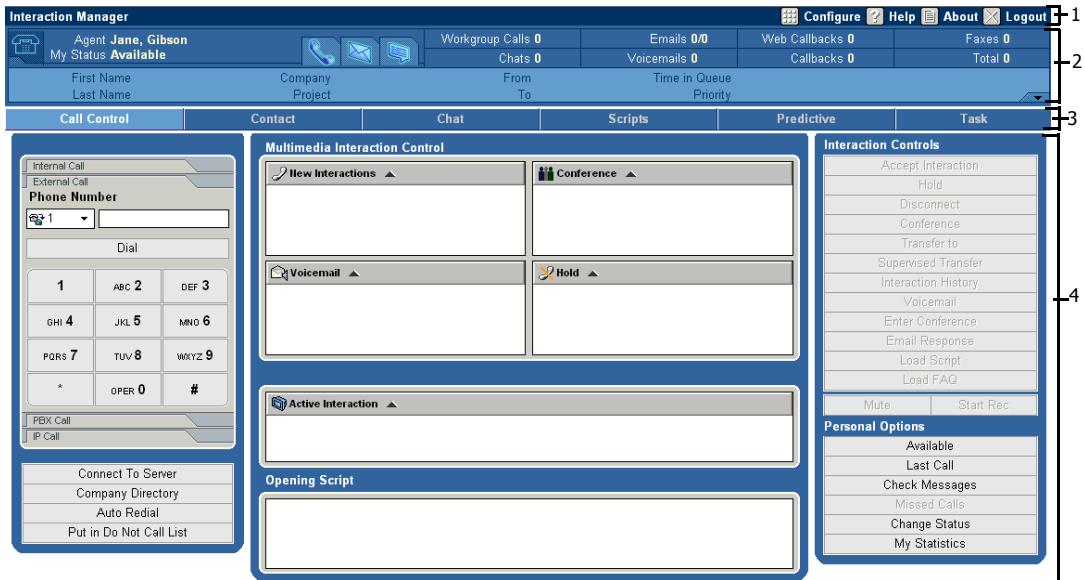 Interaction Manager
Configure Help About Logout
1
Agent Jane, Gibson
My Status Available
Workgroup Calls 0 Emails 0/0 Web Callbacks 0 Faxes 0
Chats 0 Voicemails 0 Callbacks 0 Total 0
2
First Name Company From Time in Queue
Last Name Project To Priority
Call Control Contact Chat Scripts Predictive Task
3
Internal Call
External Call
Phone Number
1
Dial
1 ABC 2 DEF 3
GHI 4 JKL 5 MNO 6
PQRS 7 TUV 8 WXYZ 9
* OPER 0 #
PBX Call
IP Call
Connect To Server
Company Directory
Auto Redial
Put in Do Not Call List
Multimedia Interaction Control
New Interactions Conference
Voicemail Hold
Active Interaction
Opening Script
Interaction Controls
Accept Interaction
Hold
Disconnect
Conference
Transfer to
Supervised Transfer
Interaction History
Voicemail
Enter Conference
Email Response
Load Script
Load FAQ
Mute Start Rec
Personal Options
Available
Last Call
Check Messages
Missed Calls
Change Status
My Statistics
4